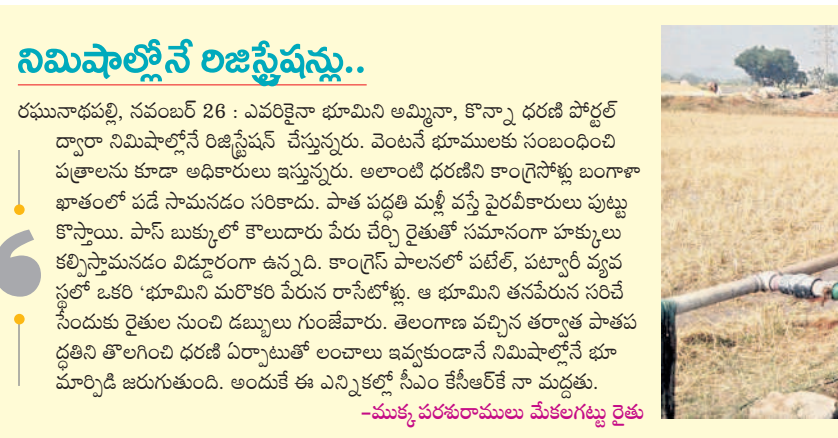 నిమిషాల్లోనే రిజిస్ట్రేషన్లు..
రఘునాథపల్లి, నవంబర్ 26 : ఎవరికైనా భూమిని అమ్మినా, కొన్నా ధరణి పోర్టల్
ద్వారా నిమిషాల్లోనే రిజిస్ట్రేషన్ చేస్తున్నరు. వెంటనే భూములకు సంబంధించి
పత్రాలను కూడా అధికారులు ఇస్తున్నరు. అలాంటి ధరణిని కాంగ్రెసోళ్లు బంగాళా
ఖాతంలో పడే సామనడం సరికాదు. పాత పద్ధతి మళ్లీ వస్తే పైరవీకారులు పుట్టు
కొస్తాయి. పాస్ బుక్కులో కౌలుదారు పేరు చేర్చి రైతుతో సమానంగా హక్కులు
కల్పిస్తామనడం విడ్డూరంగా ఉన్నది. కాంగ్రెస్ పాలనలో పటేల్, పట్వారీ వ్యవ
స్థలో ఒకరి ‘భూమిని మరొకరి పేరున రాసేటోళ్లు. ఆ భూమిని తనపేరున సరిచే
సేందుకు రైతుల నుంచి డబ్బులు గుంజేవారు. తెలంగాణ వచ్చిన తర్వాత పాతప
ద్ధతిని తొలగించి ధరణి ఏర్పాటుతో లంచాలు ఇవ్వకుండానే నిమిషాల్లోనే భూ
మార్పిడి జరుగుతుంది. అందుకే ఈ ఎన్నికల్లో సీఎం కేసీఆర్‌కే నా మద్దతు.
-ముక్క పరశురాములు మేకలగట్టు రైతు